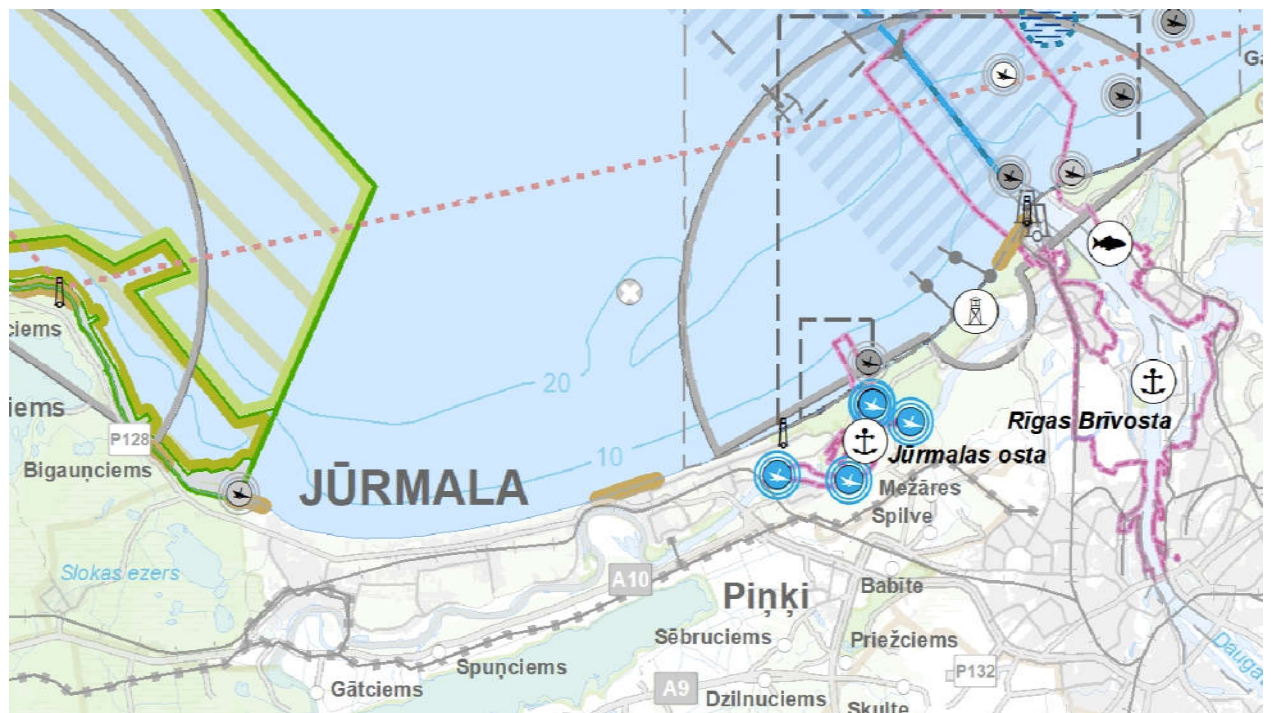 Ga
20
ciems
iems
P128
Rīgas Brīvosta
Jūrmalas osta
10
Bigauņciems
JŪRMALA
Mežāres
Spilve
Slokas ezers
A10
Babīte
Piņķi
Sēbruciems
Priežciems
Dauga
Spuņciems
P132
Gātciems
A9
Dzilnuciems
Skulte